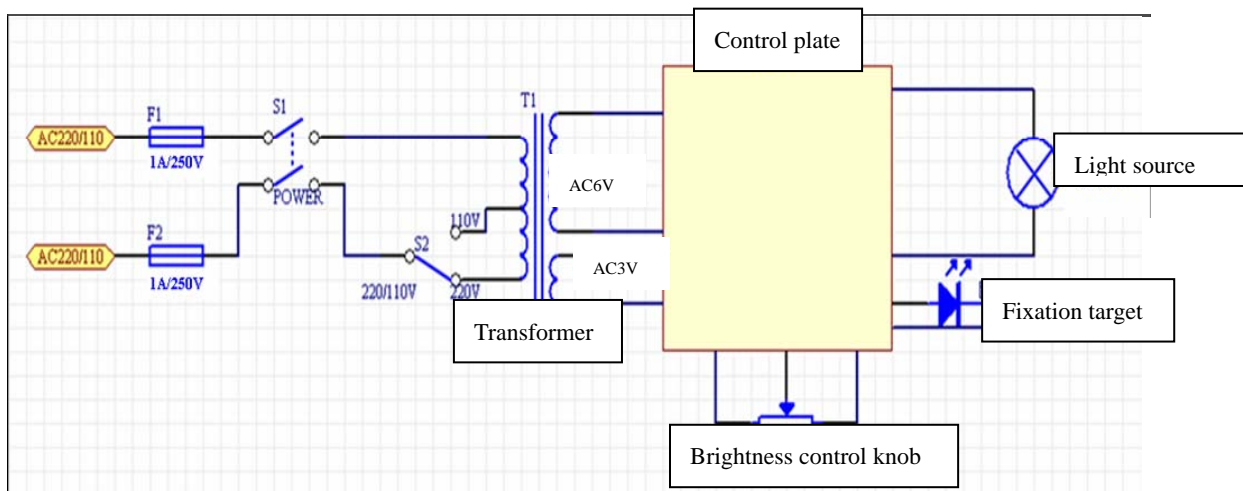 Control plate
T1
S1
F1
AC220/110
1A/250V
AC6V
Light source
POWER
110V
F2
S2
AC220/110
AC3V
1A/250V
220/110V
220V
Fixation target
Transformer
Brightness control knob